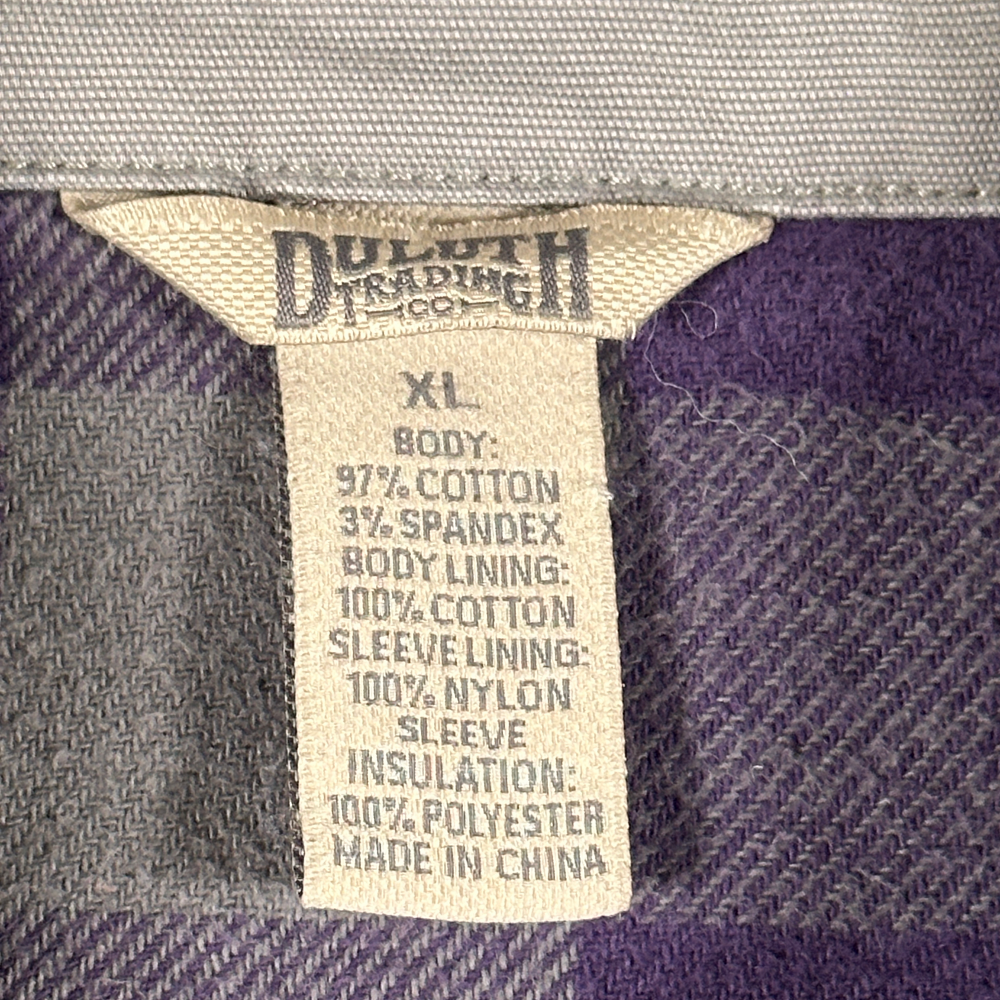 DULUTH
TRADING
CO
XL
BODY:
97% COTTON
3% SPANDEX
BODY LINING:
100% COTTON
SLEEVE LINING:
100% NYLON
SLEEVE
INSULATION:
100% POLYESTER
MADE IN CHINA